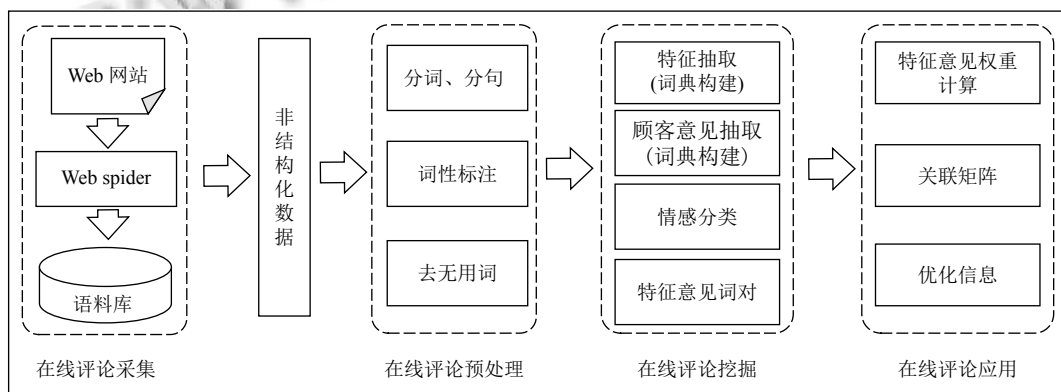 Web 网站
Web spider
语料库
在线评论采集
非
结
构
化
数
据
分词、分句
词性标注
去无用词
在线评论预处理
特征抽取
(词典构建)
顾客意见抽取
(词典构建)
情感分类
特征意见词对
在线评论挖掘
特征意见权重
计算
关联矩阵
优化信息
在线评论应用